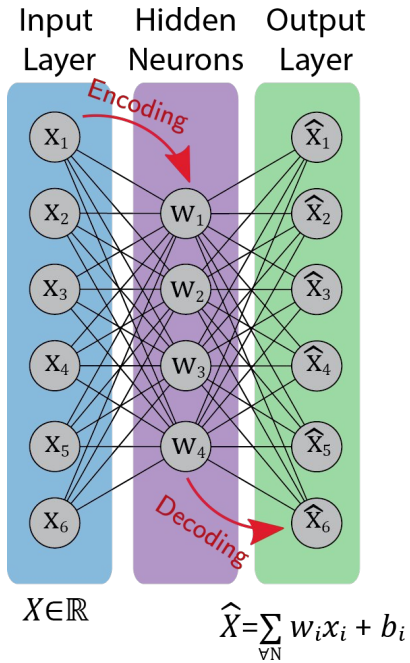 Input Layer
Hidden Neurons
Output Layer
Encoding
x₁
x₂
x₃
x₄
x₅
x₆
w₁
w₂
w₃
w₄
x̂₁
x̂₂
x̂₃
x̂₄
x̂₅
x̂₆
Decoding
X∈ℝ
X̂=∑ wᵢxᵢ + bᵢ
∀N